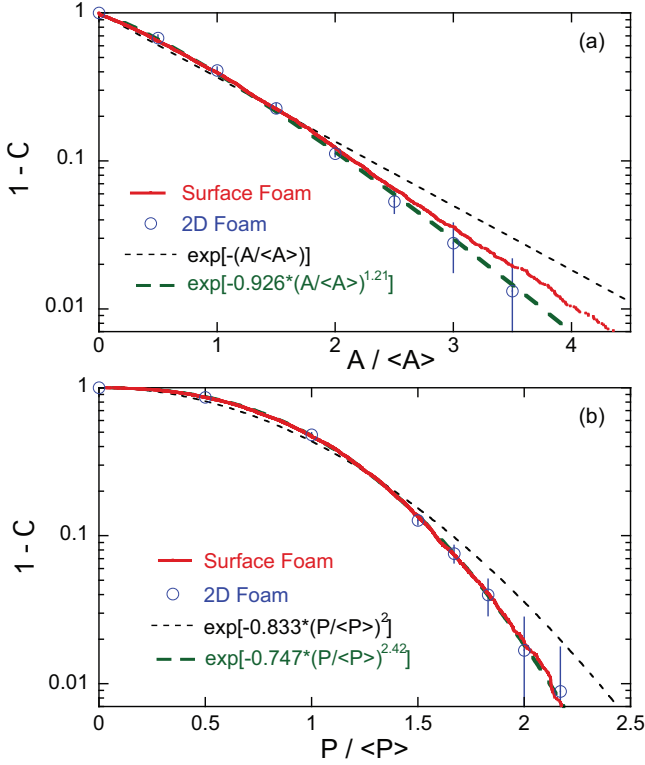 1
(a)
0.1
0.01
1 - C
Surface Foam
2D Foam
exp[-(A/<A>)]
exp[-0.926*(A/<A>)^1.21]
0 1 2 3 4
A / <A>
1
(b)
0.1
0.01
1 - C
Surface Foam
2D Foam
exp[-0.833*(P/<P>)^2]
exp[-0.747*(P/<P>)^2.42]
0 0.5 1 1.5 2 2.5
P / <P>